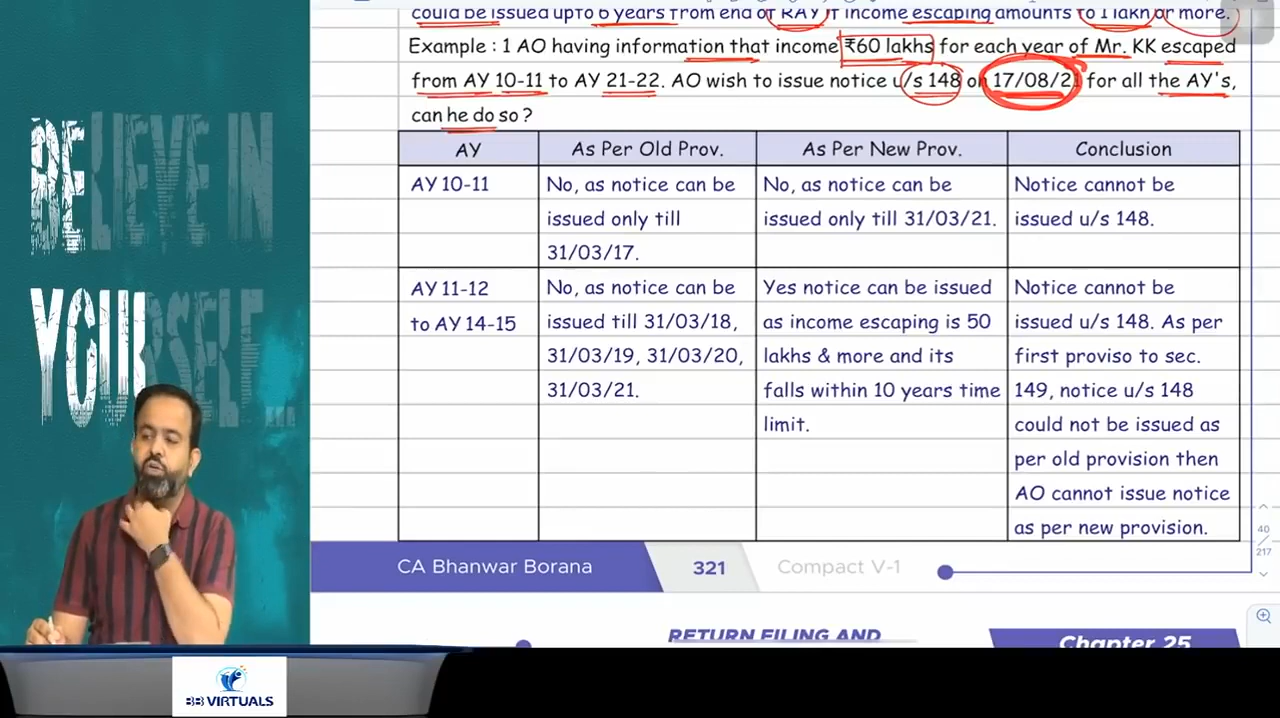 could be issued upto 6 years from end of RAY if income escaping amounts to 1 lakh or more.
Example : 1 AO having information that income ₹60 lakhs for each year of Mr. KK escaped
from AY 10-11 to AY 21-22. AO wish to issue notice u/s 148 on 17/08/21 for all the AY's,
can he do so ?
AY
As Per Old Prov.
As Per New Prov.
Conclusion
AY 10-11
No, as notice can be
issued only till
31/03/17.
No, as notice can be
issued only till 31/03/21.
Notice cannot be
issued u/s 148.
AY 11-12
to AY 14-15
No, as notice can be
issued till 31/03/18,
31/03/19, 31/03/20,
31/03/21.
Yes notice can be issued
as income escaping is 50
lakhs & more and its
falls within 10 years time
limit.
Notice cannot be
issued u/s 148. As per
first proviso to sec.
149, notice u/s 148
could not be issued as
per old provision then
AO cannot issue notice
as per new provision.
CA Bhanwar Borana
321
Compact V-1
40
217
RETURN FILING AND
Chapter 25
BELIEVE IN
YOURSELF...
BB VIRTUALS